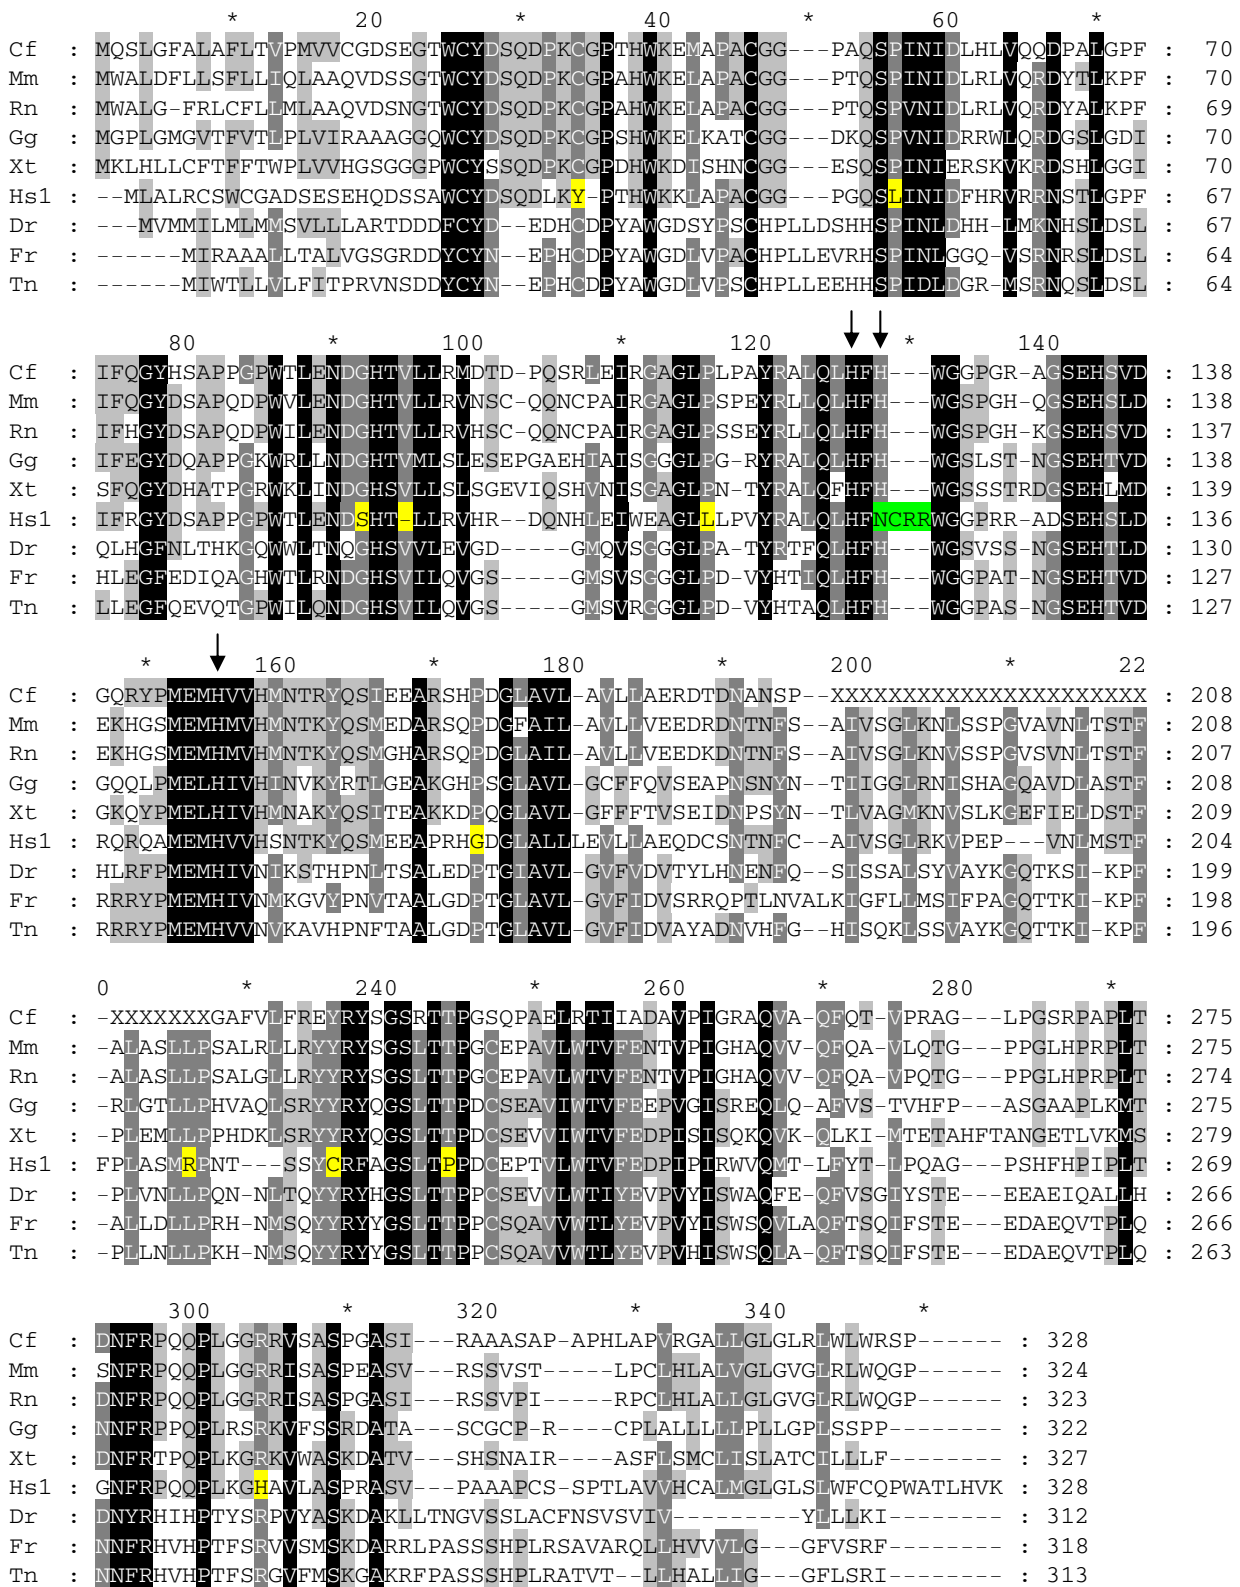 * 20 * 40 * 60 *
Cf : MQSLGFALAFLTVPMVVCGDSEGTWCYDSQDPKCGPTHWKEMAPACGG---PAQSPINIDLHLVQQDPALGPF : 70
Mm : MWALDFLLSFLLIQLAAQVDSSGTWCYDSQDPKCGPAHWKELAPACGG---PTQSPINIDLRLVQRDYTLKPF : 70
Rn : MWALG-FRLCFLLMLAAQVDSNGTWCYDSQDPKCGPAHWKELAPACGG---PTQSPVNIDLRLVQRDYALKPF : 69
Gg : MGPLGMGVTFVTLPLVIRAAAGGQWCYDSQDPKCGPSHWKELKATCGG---DKQSPVNIDRRWLQRDGSLGDI : 70
Xt : MKLHLLCFTFFTWPLVVHGSGGGPWCYSSQDPKCGPDHWKDISHNCGG---ESQSPINIERSKVKRDSHLGGI : 70
Hs1 : --MLALRCSWCGADSESEHQDSSAWCYDSQDLKY-PTHWKKLAPACGG---PGQSLINIDFHRVRRNSTLGPF : 67
Dr : ---MVMMILMLMMSVLLLARTDDDFCYD--EDHCDPYAWGDSYPSCHPLLDSHHSPINLDHH-LMKNHSLDSL : 67
Fr : ------MIRAAALLTALVGSGRDDYCYN--EPHCDPYAWGDLVPACHPLLEVRHSPINLGGQ-VSRNRSLDSL : 64
Tn : ------MIWTLLVLFITPRVNSDDYCYN--EPHCDPYAWGDLVPSCHPLLEEHHSPIDLDGR-MSRNQSLDSL : 64
80 * 100 * 120 * 140
Cf : IFQGYHSAPPGPWTLENDGHTVLLRMDTD-PQSRLEIRGAGLPLPAYRALQLHFH---WGGPGR-AGSEHSVD : 138
Mm : IFQGYDSAPQDPWVLENDGHTVLLRVNSC-QQNCPAIRGAGLPSPEYRLLQLHFH---WGSPGH-QGSEHSLD : 138
Rn : IFHGYDSAPQDPWILENDGHTVLLRVHSC-QQNCPAIRGAGLPSSEYRLLQLHFH---WGSPGH-KGSEHSVD : 137
Gg : IFEGYDQAPPGKWRLLNDGHTVMLSLESEPGAEHIAISGGGLPG-RYRALQLHFH---WGSLST-NGSEHTVD : 138
Xt : SFQGYDHATPGRWKLINDGHSVLLSLSGEVIQSHVNISGAGLPN-TYRALQFHFH---WGSSSTRDGSEHLMD : 139
Hs1 : IFRGYDSAPPGPWTLENDSHT-LLRVHR--DQNHLEIWEAGLLLPVYRALQLHFNCRRWGGPRR-ADSEHSLD : 136
Dr : QLHGFNLTHKGQWWLTNQGHSVVLEVGD-----GMQVSGGGLPA-TYRTFQLHFH---WGSVSS-NGSEHTLD : 130
Fr : HLEGFEDIQAGHWTLRNDGHSVILQVGS-----GMSVSGGGLPD-VYHTIQLHFH---WGGPAT-NGSEHTVD : 127
Tn : LLEGFQEVQTGPWILQNDGHSVILQVGS-----GMSVRGGGLPD-VYHTAQLHFH---WGGPAS-NGSEHTVD : 127
* 160 * 180 * 200 * 22
Cf : GQRYPMEMHVVHMNTRYQSIEEARSHPDGLAVL-AVLLAERDTDNANSP--XXXXXXXXXXXXXXXXXXXXXX : 208
Mm : EKHGSMEMHMVHMNTKYQSMEDARSQPDGFAIL-AVLLVEEDRDNTNFS--AIVSGLKNLSSPGVAVNLTSTF : 208
Rn : EKHGSMEMHMVHMNTKYQSMGHARSQPDGLAIL-AVLLVEEDKDNTNFS--AIVSGLKNVSSPGVSVNLTSTF : 207
Gg : GQQLPMELHIVHINVKYRTLGEAKGHPSGLAVL-GCFFQVSEAPNSNYN--TIIGGLRNISHAGQAVDLASTF : 208
Xt : GKQYPMELHIVHMNAKYQSITEAKKDPQGLAVL-GFFFTVSEIDNPSYN--TLVAGMKNVSLKGEFIELDSTF : 209
Hs1 : RQRQAMEMHVVHSNTKYQSMEEAPRHGDGLALLLEVLLAEQDCSNTNFC--AIVSGLRKVPEP---VNLMSTF : 204
Dr : HLRFPMEMHIVNIKSTHPNLTSALEDPTGIAVL-GVFVDVTYLHNENFQ--SISSALSYVAYKGQTKSI-KPF : 199
Fr : RRRYPMEMHIVNMKGVYPNVTAALGDPTGLAVL-GVFIDVSRRQPTLNVALKIGFLLMSIFPAGQTTKI-KPF : 198
Tn : RRRYPMEMHVVNVKAVHPNFTAALGDPTGLAVL-GVFIDVAYADNVHFG--HISQKLSSVAYKGQTTKI-KPF : 196
0 * 240 * 260 * 280 *
Cf : -XXXXXXXGAFVLFREYRYSGSRTTPGSQPAELRTIIADAVPIGRAQVA-QFQT-VPRAG---LPGSRPAPLT : 275
Mm : -ALASLLPSALRLLRYYRYSGSLTTPGCEPAVLWTVFENTVPIGHAQVV-QFQA-VLQTG---PPGLHPRPLT : 275
Rn : -ALASLLPSALGLLRYYRYSGSLTTPGCEPAVLWTVFENTVPIGHAQVV-QFQA-VPQTG---PPGLHPRPLT : 274
Gg : -RLGTLLPHVAQLSRYYRYQGSLTTPDCSEAVIWTVFEEPVGISREQLQ-AFVS-TVHFP---ASGAAPLKMT : 275
Xt : -PLEMLLPPHDKLSRYYRYQGSLTTPDCSEVVIWTVFEDPISISQKQVK-QLKI-MTETAHFTANGETLVKMS : 279
Hs1 : FPLASMRPNT---SSYCRFAGSLTPPDCEPTVLWTVFEDPIPIRWVQMT-LFYT-LPQAG---PSHFHPIPLT : 269
Dr : -PLVNLLPQN-NLTQYYRYHGSLTTPPCSEVVLWTIYEVPVYISWAQFE-QFVSGIYSTE---EEAEIQALLH : 266
Fr : -ALLDLLPRH-NMSQYYRYYGSLTTPPCSQAVVWTLYEVPVYISWSQVLAQFTSQIFSTE---EDAEQVTPLQ : 266
Tn : -PLLNLLPKH-NMSQYYRYYGSLTTPPCSQAVVWTLYEVPVHISWSQLA-QFTSQIFSTE---EDAEQVTPLQ : 263
300 * 320 * 340 *
Cf : DNFRPQQPLGGRRVSASPGASI---RAAASAP-APHLAPVRGALLGLGLRLWLWRSP------- : 328
Mm : SNFRPQQPLGGRRISASPEASV---RSSVST-----LPCLHLALVGLGVGLRLWQGP------- : 324
Rn : DNFRPQQPLGGRRISASPGASI---RSSVPI-----RPCLHLALVGLGVGLRLWQGP------- : 323
Gg : NNFRPPQPLRSRKVFSSRDATA---SCGCP-R----CPLALLLLLPLLGPLSSPP--------- : 322
Xt : DNFRTPQPLKGRKVWASKDATV---SHSNAIR----ASFLSMCLISLATCILLLF--------- : 327
Hs1 : GNFRPQQPLKGHAVLASPRASV---PAAAPCS-SPTLAVVHCALMGLGLSLWFCQPWATLHVK : 328
Dr : DNYRHIHPTYSRPVYASKDAKLLTNGVSSLACFNSVSVIV---------YLLLKI--------- : 312
Fr : NNFRHVHPTFSRVVSMSKDARRLPASSSHPLRSAVARQLLHVVVLG---GFVSRF--------- : 318
Tn : NNFRHVHPTFSRGVFMSKGAKRFPASSSHPLRATVT--LLHALLIG---GFLSRI--------- : 313